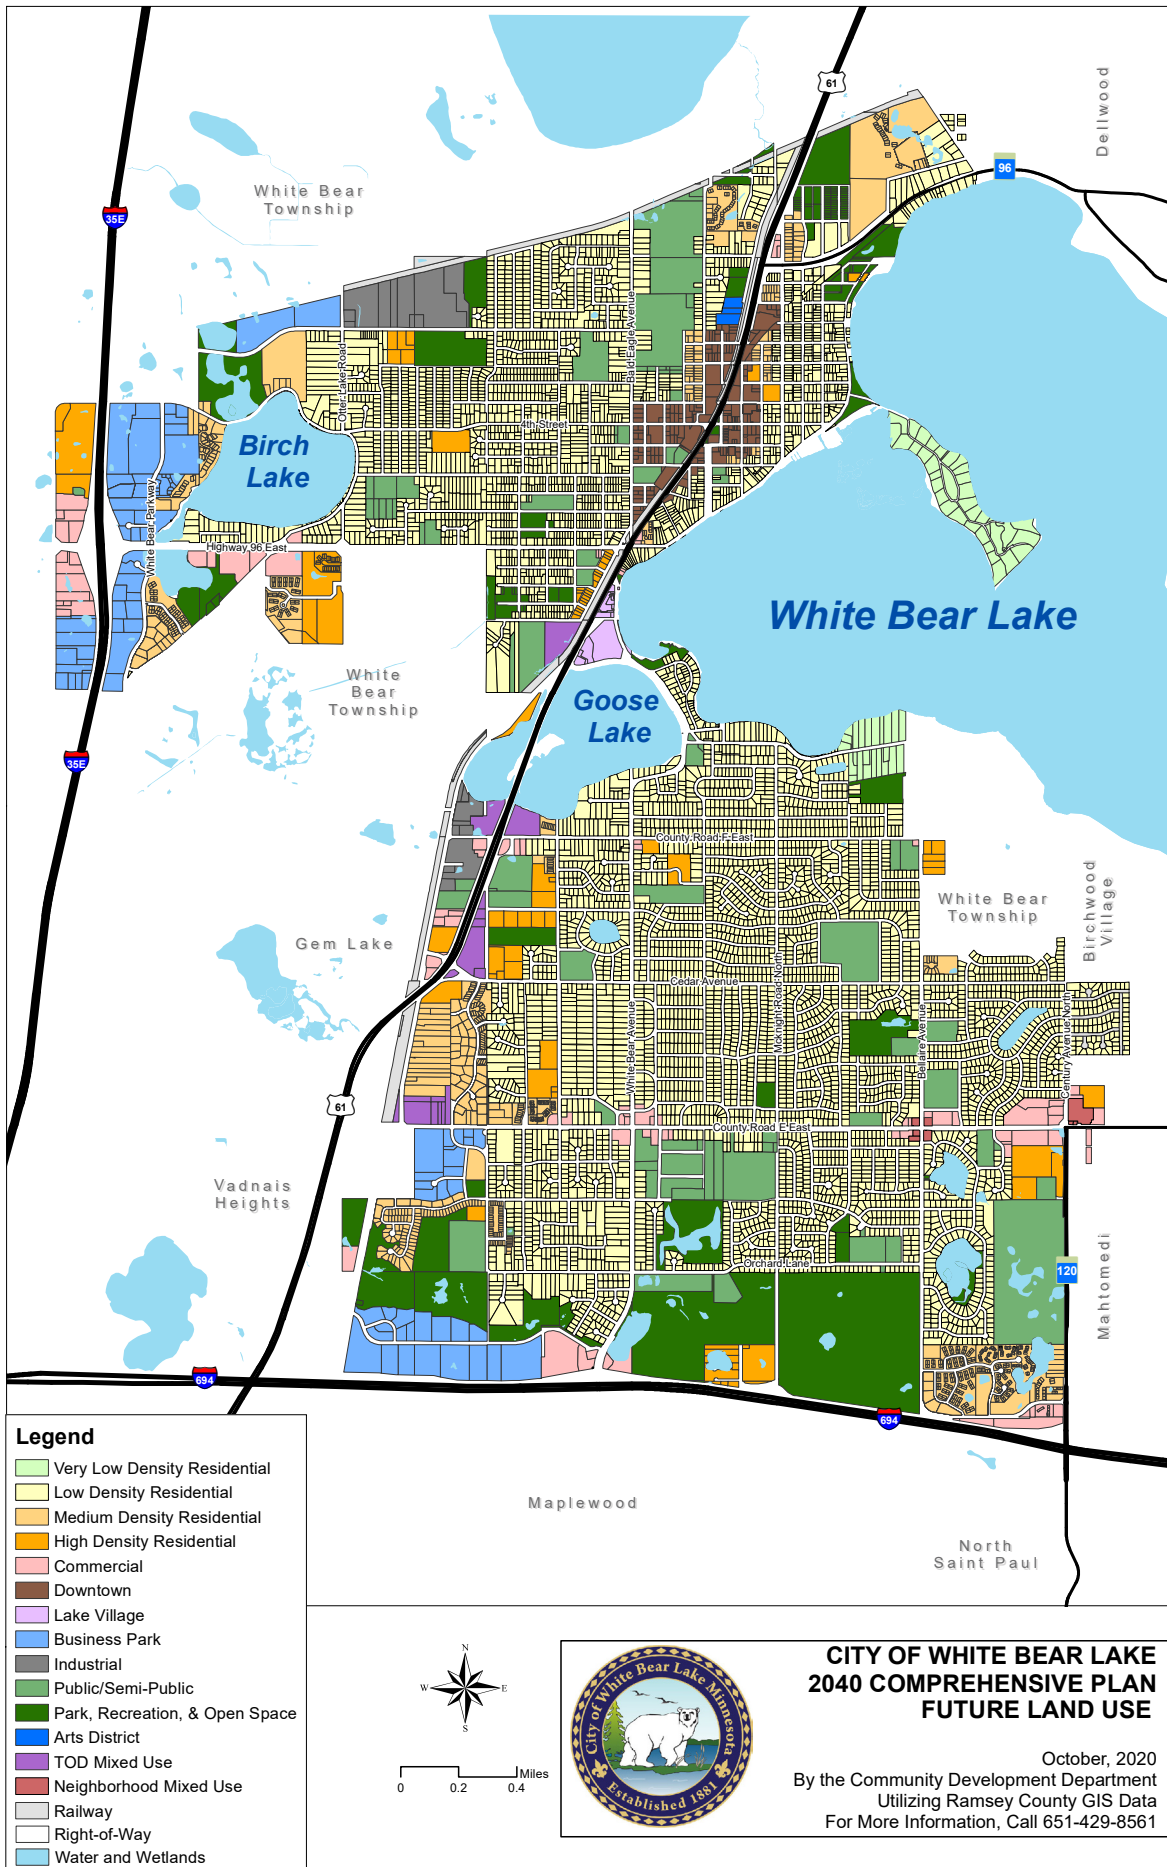 61
Dellwood
96
White Bear
Township
35E
Bald Eagle Avenue
Otter Lake Road
4th Street
Birch
Lake
White Bear Parkway
Highway 96 East
White Bear Lake
White
Bear
Township
Goose
Lake
35E
County Road F East
Birchwood
Village
White Bear
Township
Gem Lake
Cedar Avenue
Mcknight Road North
White Bear Avenue
Bellaire Avenue
Century Avenue North
61
County Road E East
Vadnais
Heights
Orchard Lane
120
Mahtomedi
694
694
Legend
Very Low Density Residential
Low Density Residential
Medium Density Residential
High Density Residential
Commercial
Downtown
Lake Village
Business Park
Industrial
Public/Semi-Public
Park, Recreation, & Open Space
Arts District
TOD Mixed Use
Neighborhood Mixed Use
Railway
Right-of-Way
Water and Wetlands
Maplewood
North
Saint Paul
N
W
E
S
Miles
0
0.2
0.4
City of White Bear Lake Minnesota
Established 1881
CITY OF WHITE BEAR LAKE
2040 COMPREHENSIVE PLAN
FUTURE LAND USE
October, 2020
By the Community Development Department
Utilizing Ramsey County GIS Data
For More Information, Call 651-429-8561